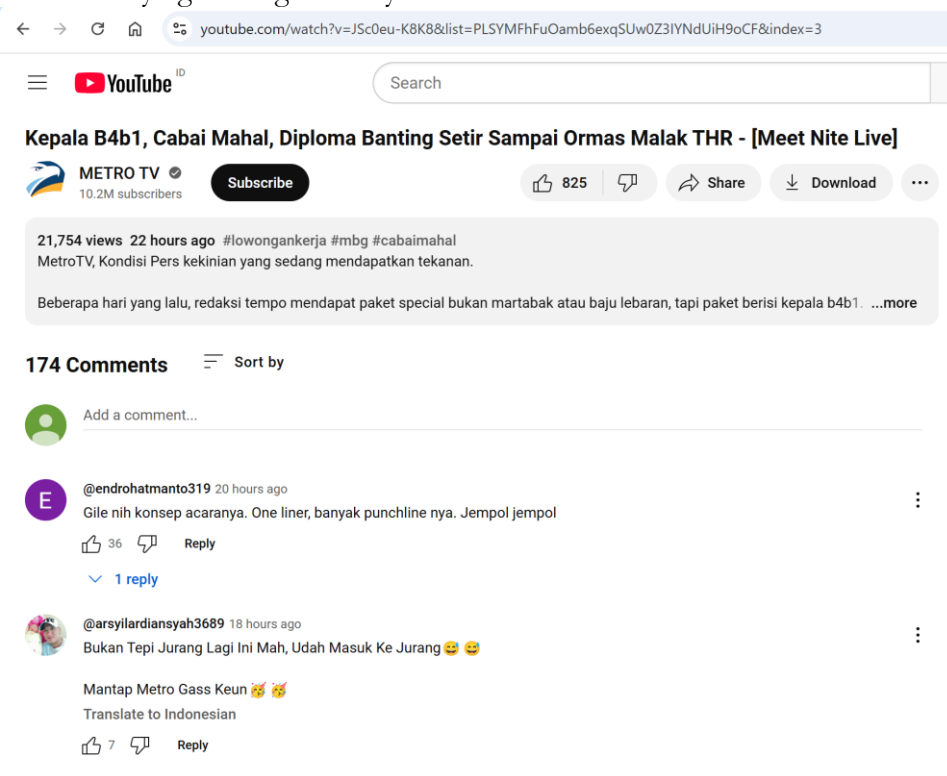 youtube.com/watch?v=JSc0eu-K8K8&list=PLSYMFhFuOamb6exqSUw0Z3IYNdUiH9oCF&index=3
YouTube ID
Search
Kepala B4b1, Cabai Mahal, Diploma Banting Setir Sampai Ormas Malak THR - [Meet Nite Live]
METRO TV
10.2M subscribers
Subscribe
825
Share
Download
21,754 views 22 hours ago #lowongankerja #mbg #cabaimahal
MetroTV, Kondisi Pers kekinian yang sedang mendapatkan tekanan.
Beberapa hari yang lalu, redaksi tempo mendapat paket special bukan martabak atau baju lebaran, tapi paket berisi kepala b4b1. ...more
174 Comments
Sort by
Add a comment...
E
@endrohatmanto319 20 hours ago
Gile nih konsep acaranya. One liner, banyak punchline nya. Jempol jempol
36
Reply
1 reply
@arsyilardiansyah3689 18 hours ago
Bukan Tepi Jurang Lagi Ini Mah, Udah Masuk Ke Jurang😅 😅
Mantap Metro Gass Keun 🥳 🥳
Translate to Indonesian
7
Reply